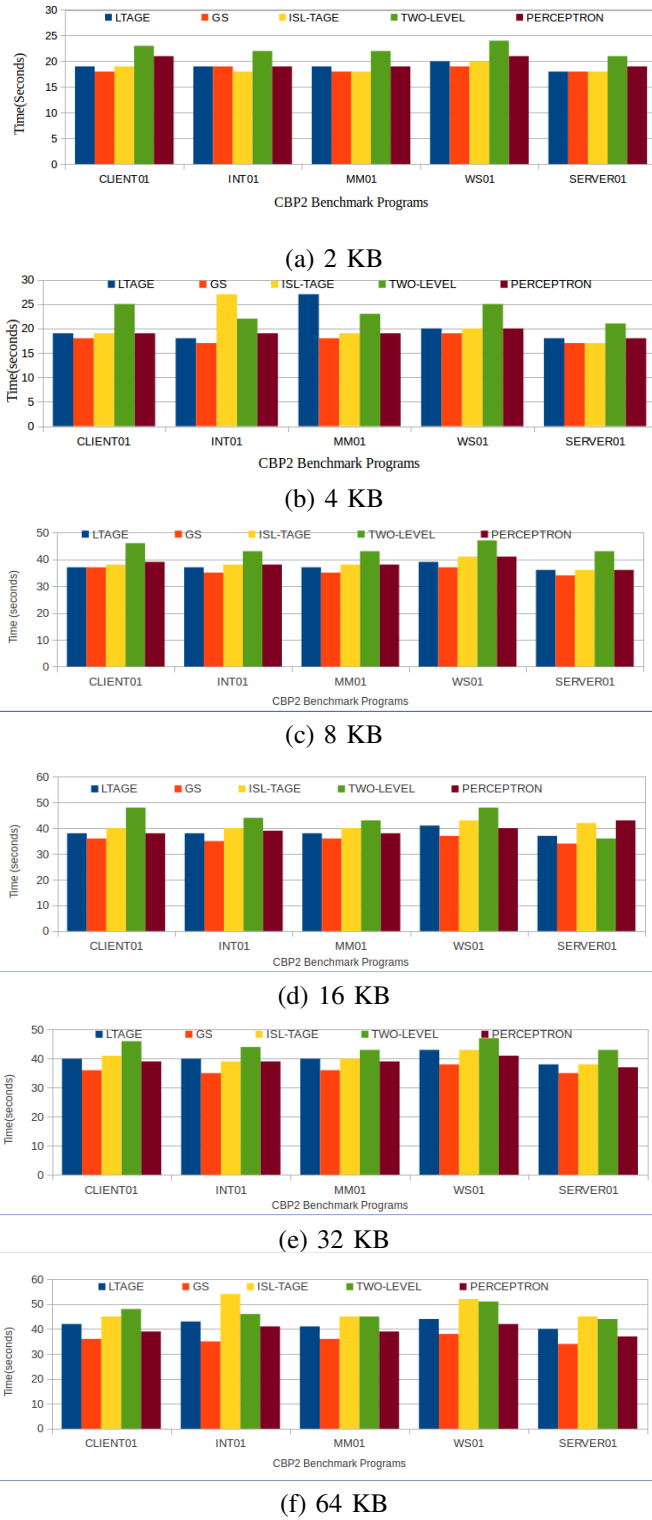 30
LTAGE GS ISL-TAGE TWO-LEVEL PERCEPTRON
25
20
15
10
5
0
Time(Seconds)
CLIENT01 INT01 MM01 WS01 SERVER01
CBP2 Benchmark Programs
(a) 2 KB
30
LTAGE GS ISL-TAGE TWO-LEVEL PERCEPTRON
25
20
15
10
5
0
Time(seconds)
CLIENT01 INT01 MM01 WS01 SERVER01
CBP2 Benchmark Programs
(b) 4 KB
50
LTAGE GS ISL-TAGE TWO-LEVEL PERCEPTRON
40
30
20
10
0
Time (seconds)
CLIENT01 INT01 MM01 WS01 SERVER01
CBP2 Benchmark Programs
(c) 8 KB
60
LTAGE GS ISL-TAGE TWO-LEVEL PERCEPTRON
50
40
30
20
10
0
Time (seconds)
CLIENT01 INT01 MM01 WS01 SERVER01
CBP2 Benchmark Programs
(d) 16 KB
50
LTAGE GS ISL-TAGE TWO-LEVEL PERCEPTRON
40
30
20
10
0
Time(seconds)
CLIENT01 INT01 MM01 WS01 SERVER01
CBP2 Benchmark Programs
(e) 32 KB
60
LTAGE GS ISL-TAGE TWO-LEVEL PERCEPTRON
50
40
30
20
10
0
Time(seconds)
CLIENT01 INT01 MM01 WS01 SERVER01
CBP2 Benchmark Programs
(f) 64 KB